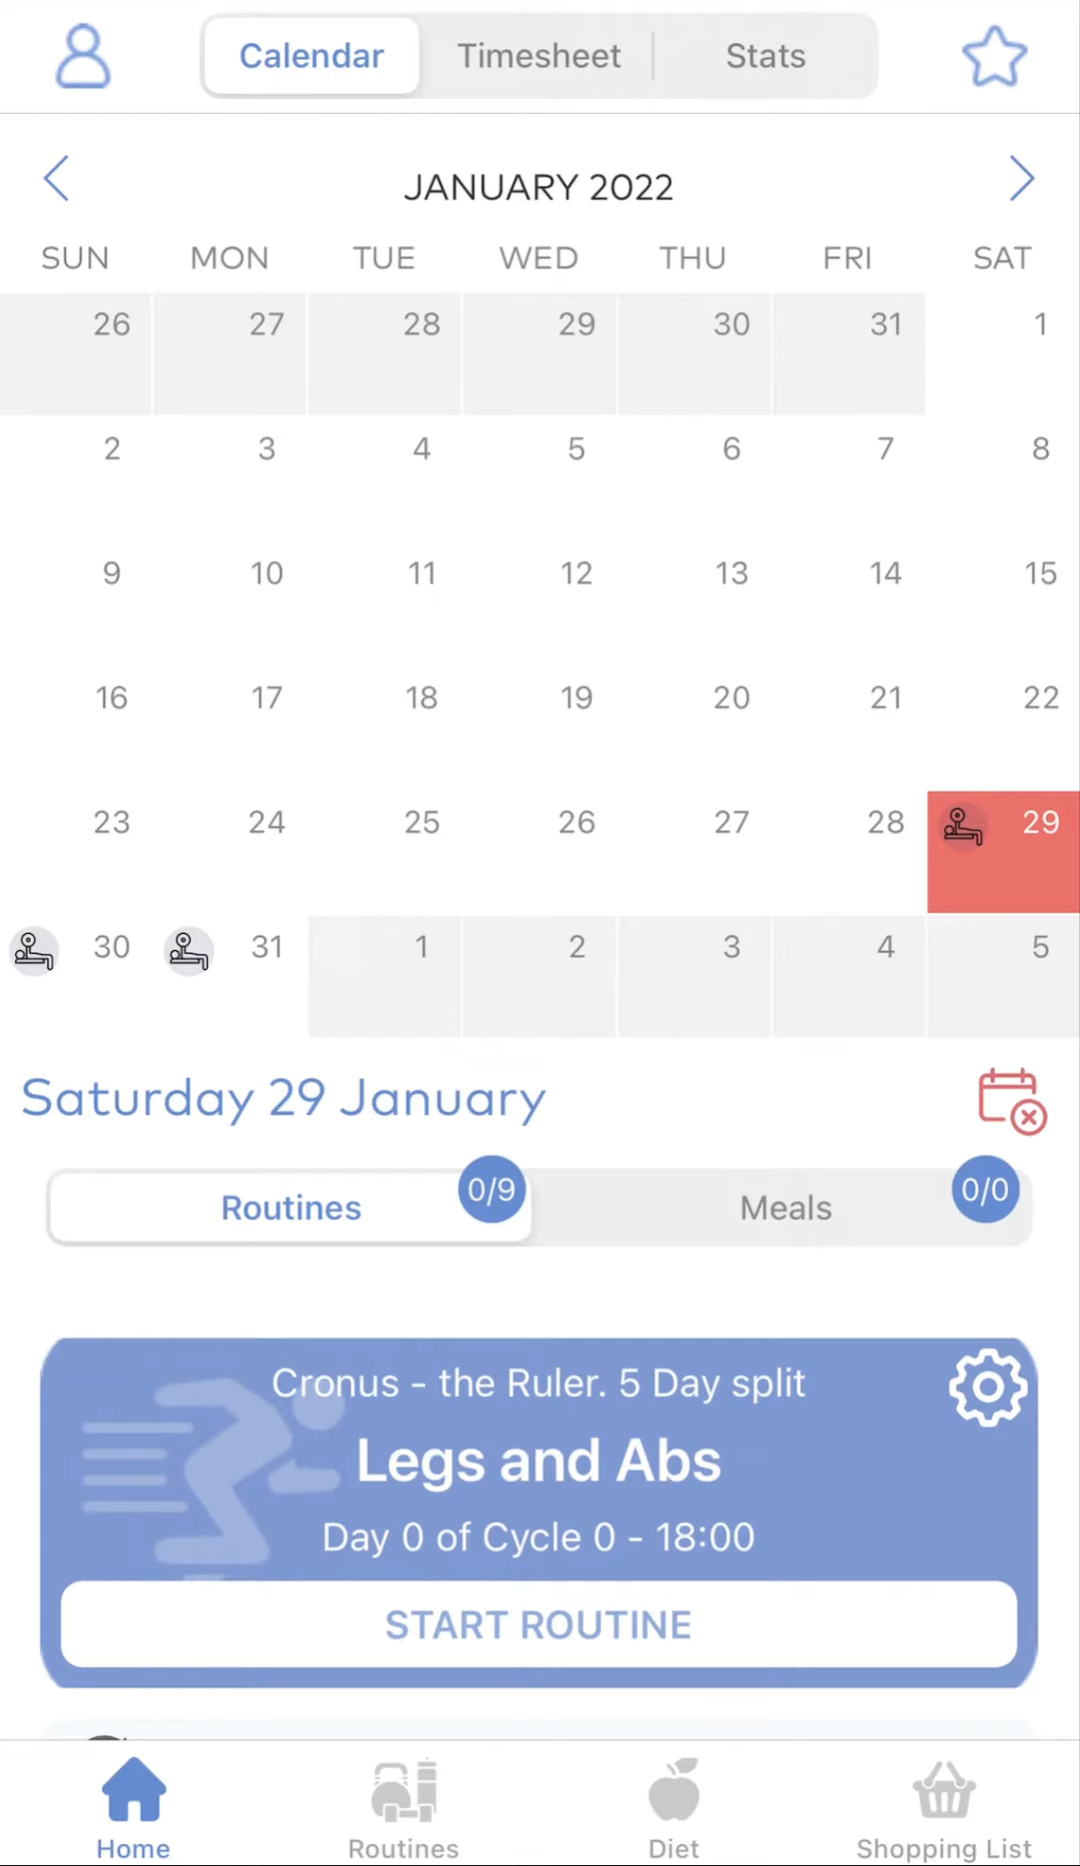 Calendar Timesheet Stats
JANUARY 2022
SUN MON TUE WED THU FRI SAT
26 27 28 29 30 31 1
2 3 4 5 6 7 8
9 10 11 12 13 14 15
16 17 18 19 20 21 22
23 24 25 26 27 28 29
30 31 1 2 3 4 5
Saturday 29 January
Routines 0/9 Meals 0/0
Cronus - the Ruler. 5 Day split
Legs and Abs
Day 0 of Cycle 0 - 18:00
START ROUTINE
Home Routines Diet Shopping List